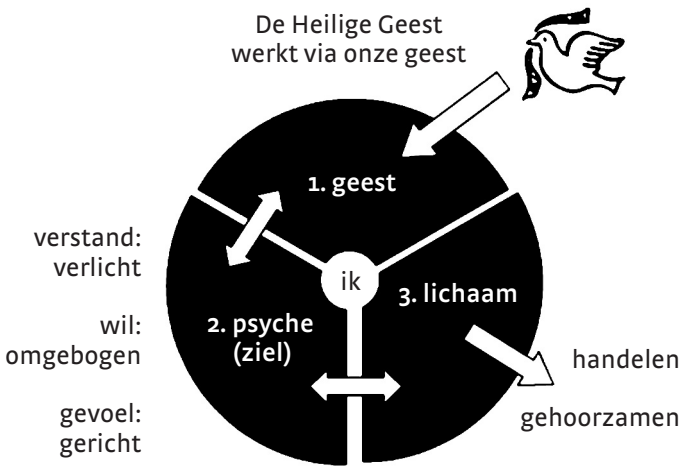 De Heilige Geest
werkt via onze geest
1. geest
verstand:
verlicht
ik
3. lichaam
2. psyche
(ziel)
wil:
omgebogen
handelen
gevoel:
gericht
gehoorzamen